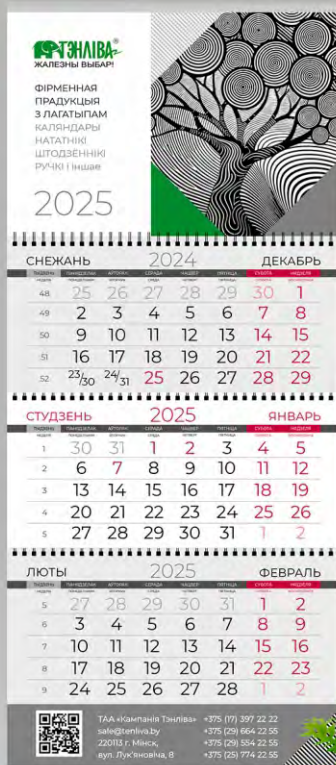 ТЭНЛІВА®
ЖАЛЕЗНЫ ВЫБАР!
ФІРМЕННАЯ
ПРАДУКЦЫЯ
З ЛАГАТЫПАМ
КАЛЯНДАРЫ
НАТАТНІКІ
ШТОДЗЁННІКІ
РУЧКІ і іншае
2025
СНЕЖАНЬ 2024 ДЕКАБРЬ
48 25 26 27 28 29 30 1
49 2 3 4 5 6 7 8
50 9 10 11 12 13 14 15
51 16 17 18 19 20 21 22
52 23/30 24/31 25 26 27 28 29
СТУДЗЕНЬ 2025 ЯНВАРЬ
1 30 31 1 2 3 4 5
2 6 7 8 9 10 11 12
3 13 14 15 16 17 18 19
4 20 21 22 23 24 25 26
5 27 28 29 30 31 1 2
ЛЮТЫ 2025 ФЕВРАЛЬ
5 27 28 29 30 31 1 2
6 3 4 5 6 7 8 9
7 10 11 12 13 14 15 16
8 17 18 19 20 21 22 23
9 24 25 26 27 28 1 2
ТАА «Кампанія Тэнліва» +375 (17) 397 22 22
sale@tenliva.by +375 (29) 664 22 55
220113 г. Мінск, +375 (29) 554 22 55
вул. Лук'яновіча, 8 +375 (25) 774 22 55